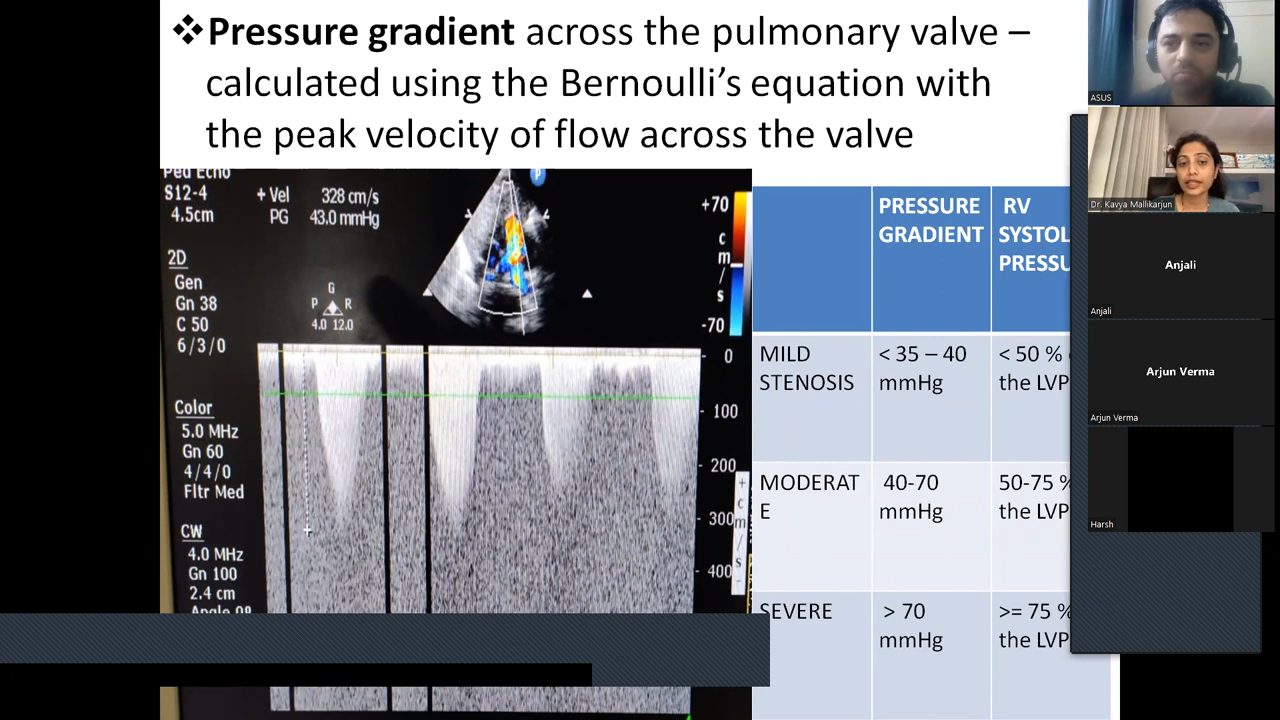 ❖Pressure gradient across the pulmonary valve –
calculated using the Bernoulli’s equation with
the peak velocity of flow across the valve
Ped Echo
S12-4
4.5cm
+ Vel 328 cm/s
PG 43.0 mmHg
P
2D
Gen
Gn 38
C 50
6/3/0
G
P R
4.0 12.0
+70
c
m
/
s
-70
Color
5.0 MHz
Gn 60
4/4/0
Fltr Med
CW
4.0 MHz
Gn 100
2.4 cm
Angle 0°
0
- 100
- 200
- 300
- 400
+
c
m
/
s
-
PRESSURE
GRADIENT
RV
SYSTOL
PRESSU
MILD
STENOSIS
< 35 – 40
mmHg
< 50 %
the LVP
MODERAT
E
40-70
mmHg
50-75 %
the LVP
SEVERE
> 70
mmHg
>= 75 %
the LVP
ASUS
Dr. Kavya Mallikarjun
Anjali
Anjali
Arjun Verma
Arjun Verma
Harsh